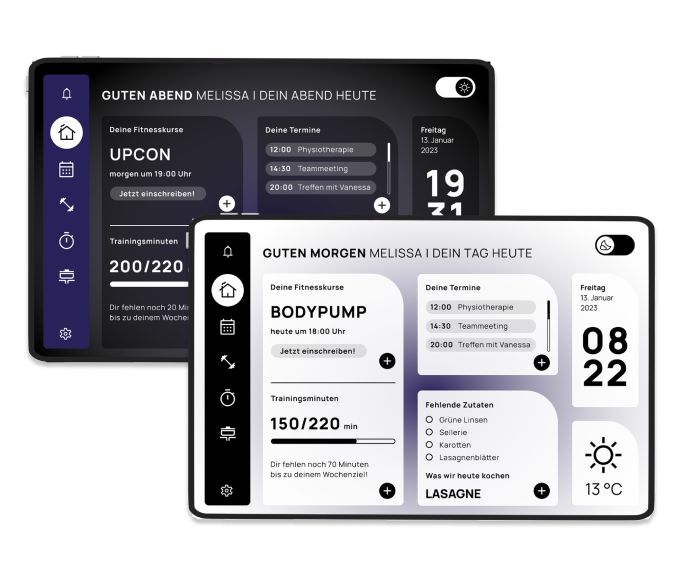 GUTEN ABEND MELISSA I DEIN ABEND HEUTE
Deine Fitnesskurse
UPCON
morgen um 19:00 Uhr
Jetzt einschreiben!
Trainingsminuten
200/220
Dir fehlen noch 20 Mi
bis zu deinem Wochen
Deine Termine
12:00 Physiotherapie
14:30 Teammeeting
20:00 Treffen mit Vanessa
Freitag
13. Januar
2023
19
31
GUTEN MORGEN MELISSA I DEIN TAG HEUTE
Deine Fitnesskurse
BODYPUMP
heute um 18:00 Uhr
Jetzt einschreiben!
Trainingsminuten
150/220 min
Dir fehlen noch 70 Minuten
bis zu deinem Wochenziel!
Deine Termine
12:00 Physiotherapie
14:30 Teammeeting
20:00 Treffen mit Vanessa
Fehlende Zutaten
Grüne Linsen
Sellerie
Karotten
Lasagnenblätter
Was wir heute kochen
LASAGNE
Freitag
13. Januar
2023
08
22
13 °C